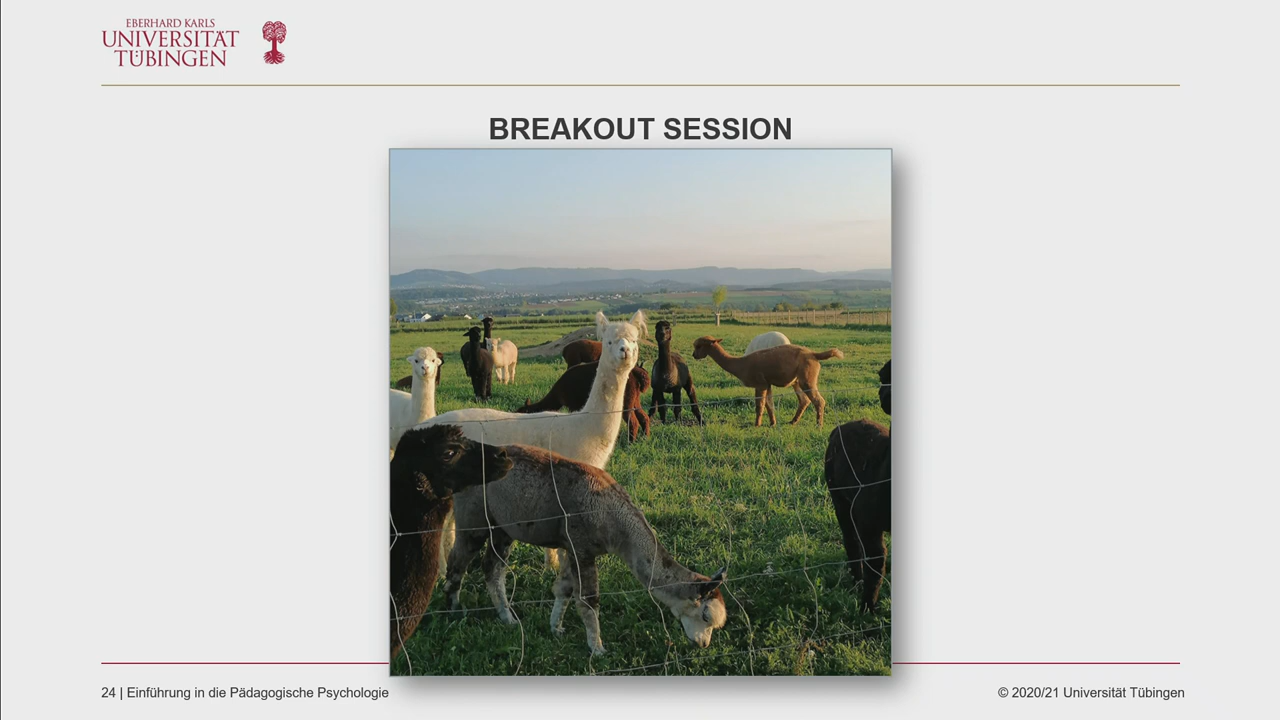 EBERHARD KARLS
UNIVERSITÄT
TÜBINGEN
BREAKOUT SESSION
24 | Einführung in die Pädagogische Psychologie
© 2020/21 Universität Tübingen